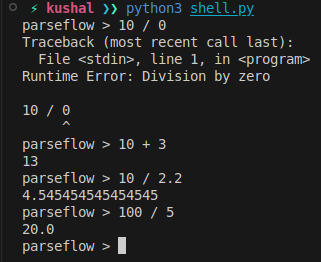 ⚡ kushal ❯❯ python3 shell.py
parseflow > 10 / 0
Traceback (most recent call last):
  File <stdin>, line 1, in <program>
Runtime Error: Division by zero

10 / 0
     ^
parseflow > 10 + 3
13
parseflow > 10 / 2.2
4.545454545454545
parseflow > 100 / 5
20.0
parseflow >